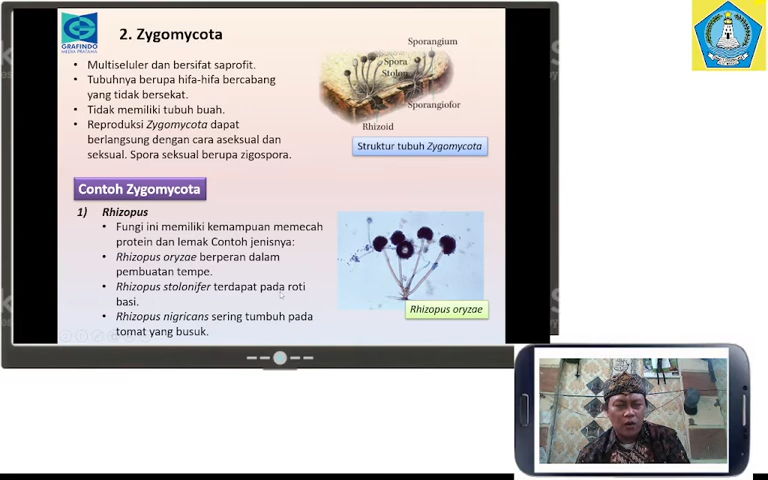 GRAFINDO
MEDIA PRATAMA
2. Zygomycota
• Multiseluler dan bersifat saprofit.
• Tubuhnya berupa hifa-hifa bercabang
yang tidak bersekat.
• Tidak memiliki tubuh buah.
• Reproduksi Zygomycota dapat
berlangsung dengan cara aseksual dan
seksual. Spora seksual berupa zigospora.
Sporangium
Spora
Stolon
Sporangiofor
Rhizoid
Struktur tubuh Zygomycota
Contoh Zygomycota
1) Rhizopus
• Fungi ini memiliki kemampuan memecah
protein dan lemak Contoh jenisnya:
• Rhizopus oryzae berperan dalam
pembuatan tempe.
• Rhizopus stolonifer terdapat pada roti
basi.
• Rhizopus nigricans sering tumbuh pada
tomat yang busuk.
Rhizopus oryzae